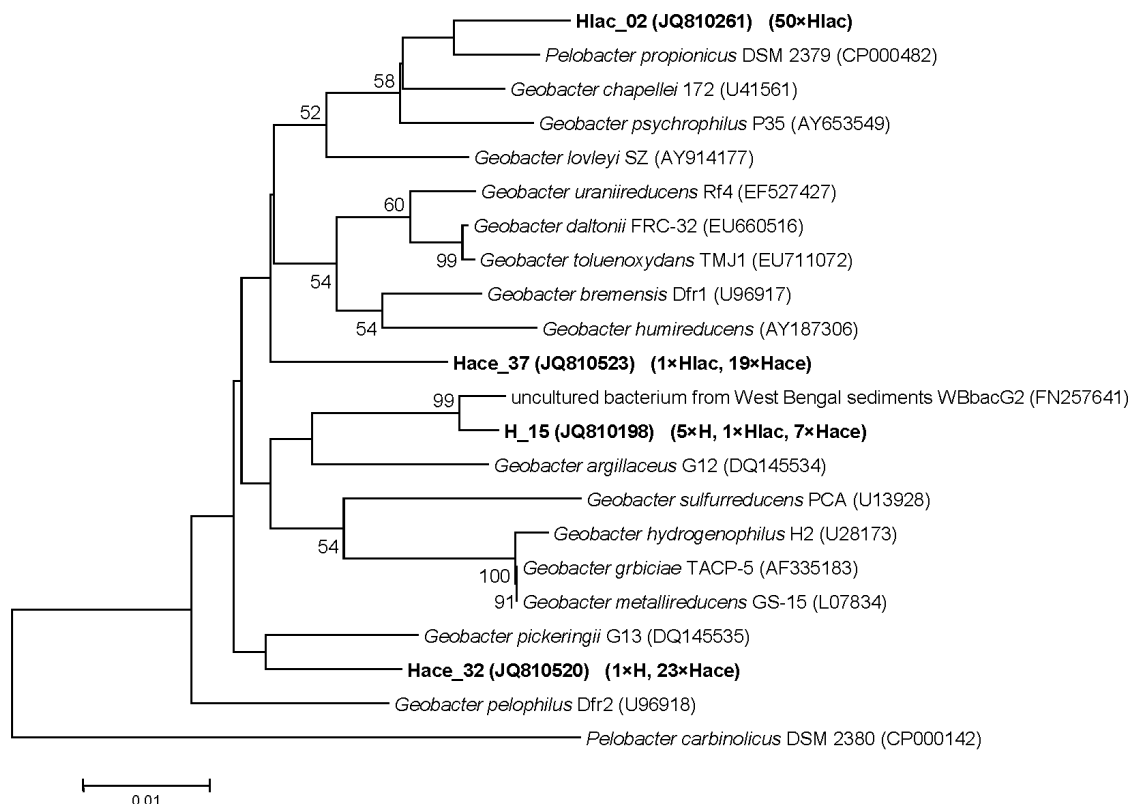 Hlac_02 (JQ810261) (50×Hlac)
Pelobacter propionicus DSM 2379 (CP000482)
58
Geobacter chapellei 172 (U41561)
52
Geobacter psychrophilus P35 (AY653549)
Geobacter lovleyi SZ (AY914177)
Geobacter uraniireducens Rf4 (EF527427)
60
Geobacter daltonii FRC-32 (EU660516)
99
Geobacter toluenoxydans TMJ1 (EU711072)
54
Geobacter bremensis Dfr1 (U96917)
54
Geobacter humireducens (AY187306)
Hace_37 (JQ810523) (1×Hlac, 19×Hace)
99
uncultured bacterium from West Bengal sediments WBbacG2 (FN257641)
H_15 (JQ810198) (5×H, 1×Hlac, 7×Hace)
Geobacter argillaceus G12 (DQ145534)
Geobacter sulfurreducens PCA (U13928)
54
Geobacter hydrogenophilus H2 (U28173)
100
Geobacter grbiciae TACP-5 (AF335183)
91
Geobacter metallireducens GS-15 (L07834)
Geobacter pickeringii G13 (DQ145535)
Hace_32 (JQ810520) (1×H, 23×Hace)
Geobacter pelophilus Dfr2 (U96918)
Pelobacter carbinolicus DSM 2380 (CP000142)
0.01